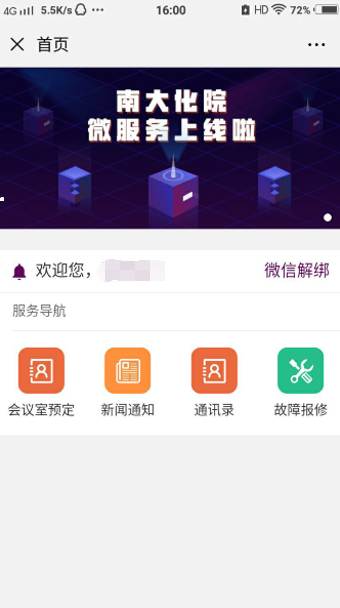 4G 5.5K/s 16:00 HD 72%
首页
南大化院
微服务上线啦
欢迎您， 微信解绑
服务导航
会议室预定 新闻通知 通讯录 故障报修